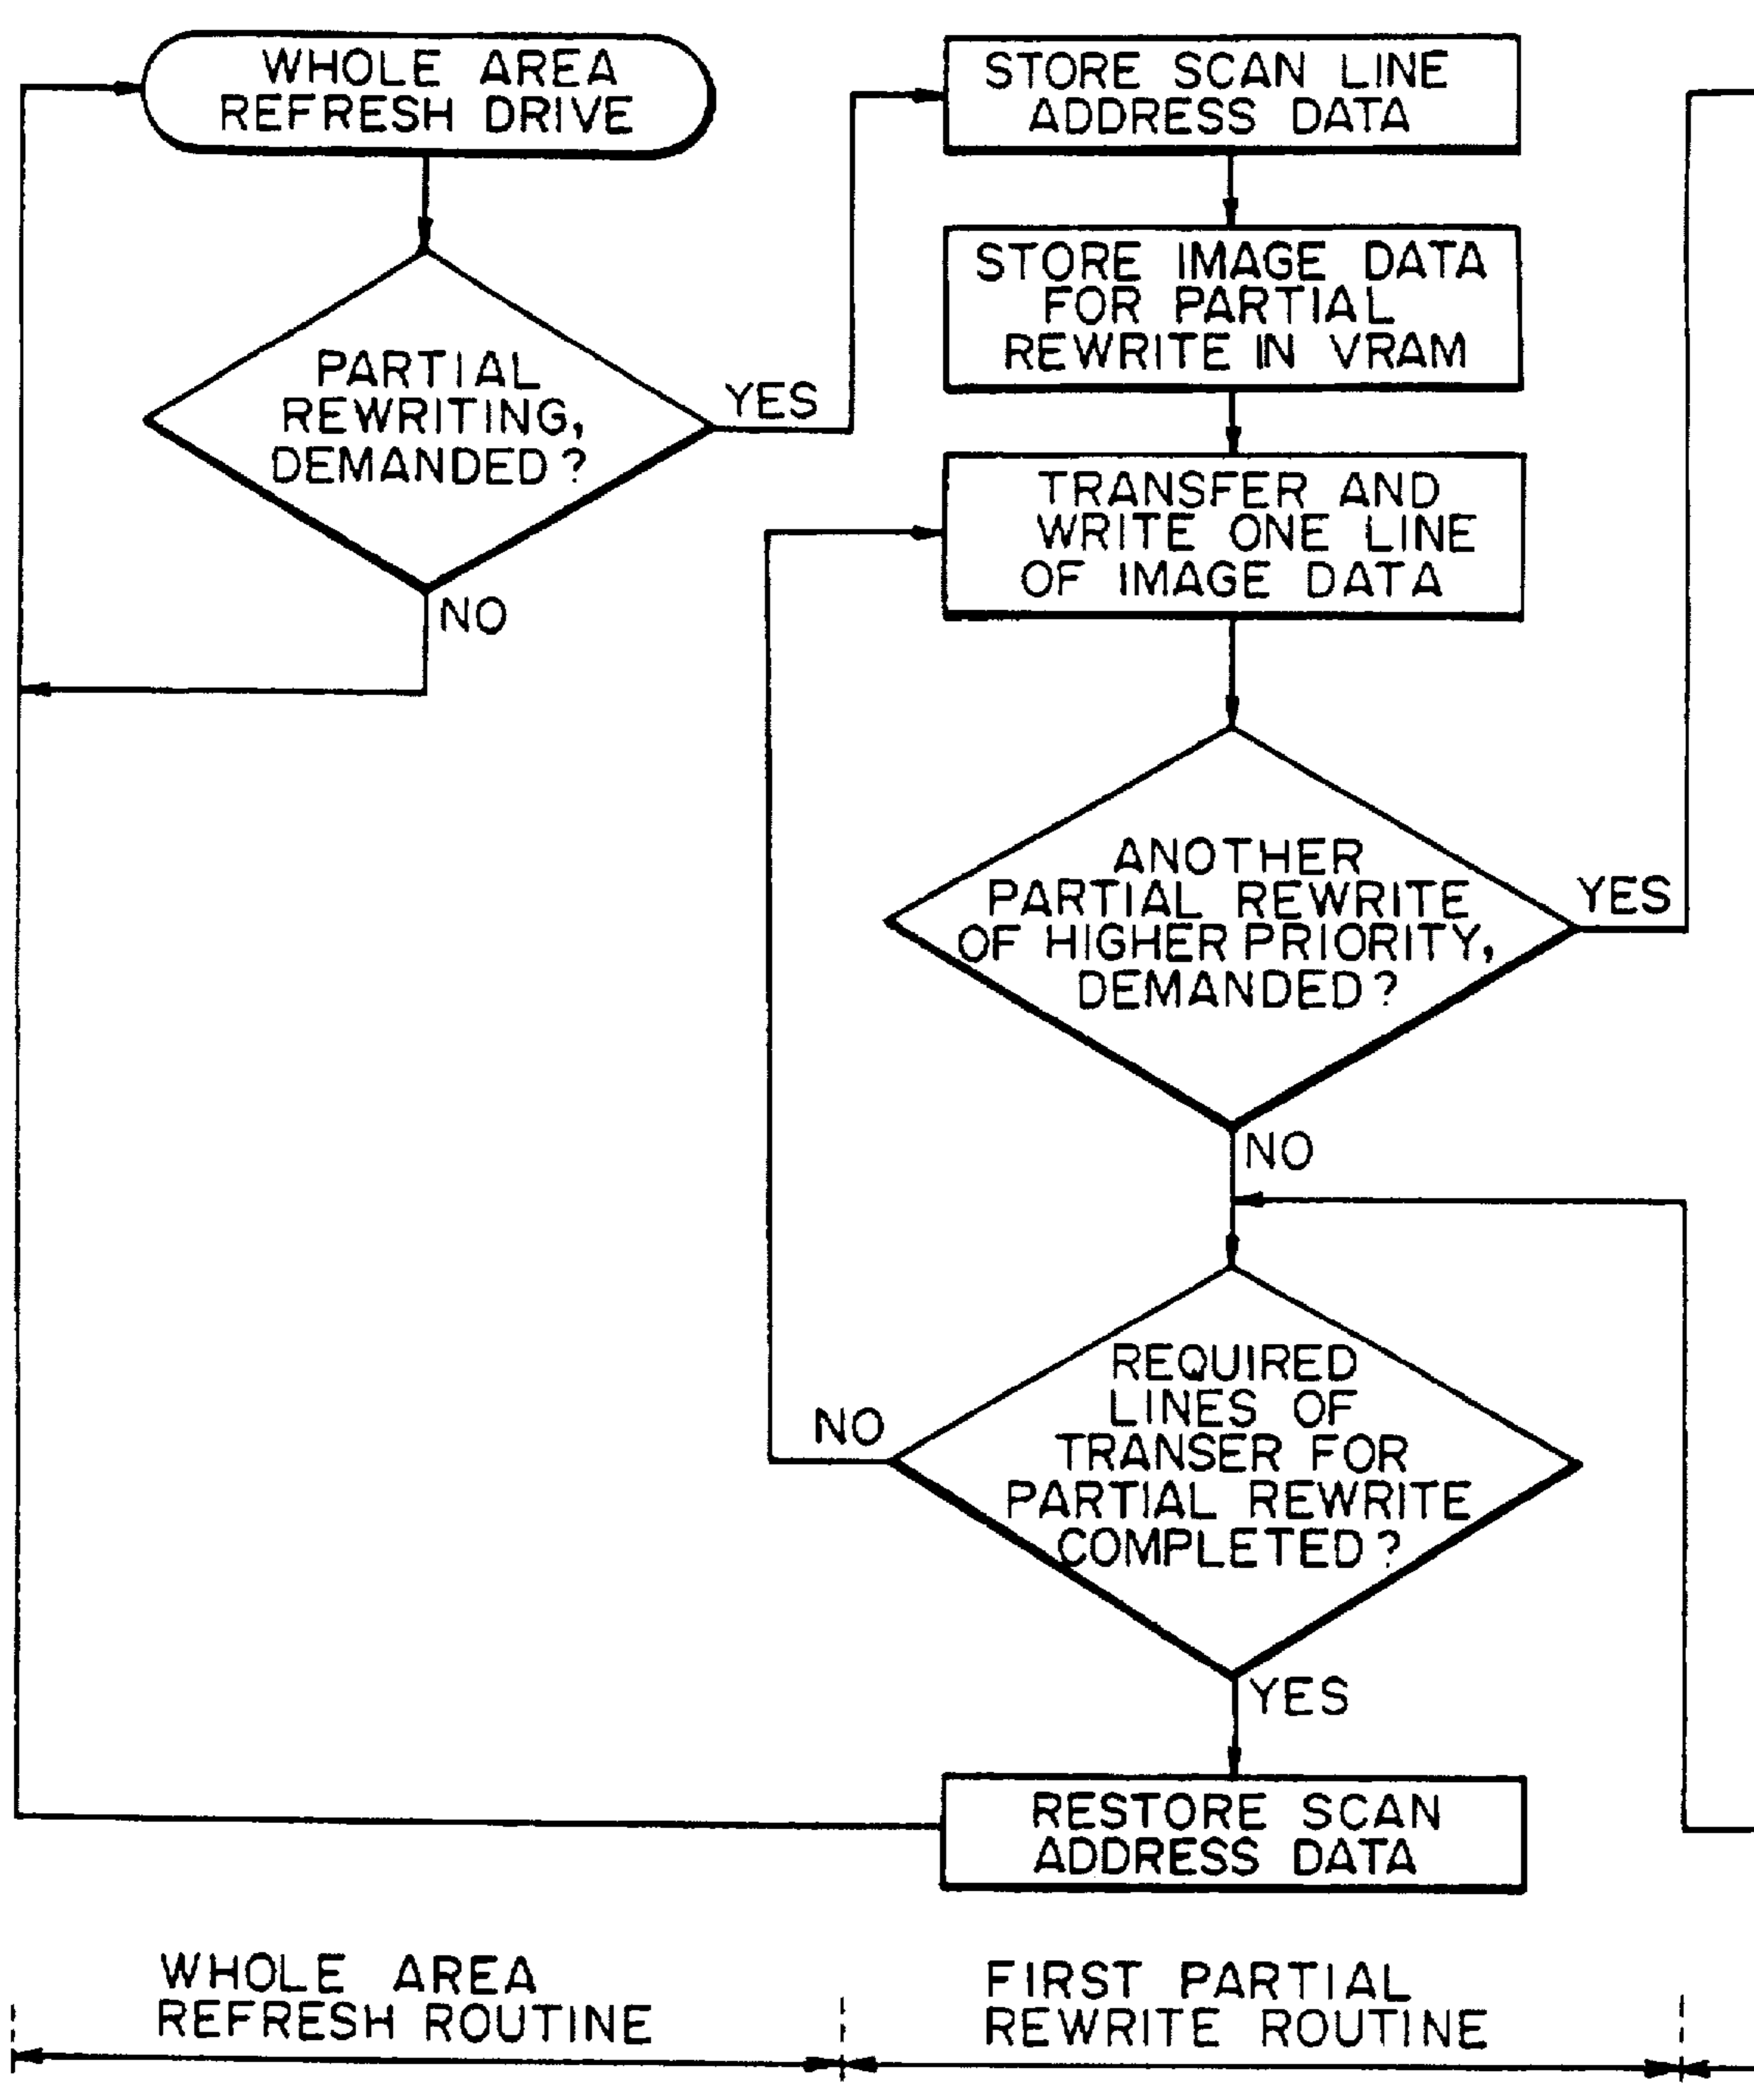 WHOLE AREA
REFRESH DRIVE
PARTIAL
REWRITING,
DEMANDED?
YES
NO
STORE SCAN LINE
ADDRESS DATA
STORE IMAGE DATA
FOR PARTIAL
REWRITE IN VRAM
TRANSFER AND
WRITE ONE LINE
OF IMAGE DATA
ANOTHER
PARTIAL REWRITE
OF HIGHER PRIORITY,
DEMANDED?
YES
NO
REQUIRED
LINES OF
TRANSER FOR
PARTIAL REWRITE
COMPLETED?
NO
YES
RESTORE SCAN
ADDRESS DATA
WHOLE AREA
REFRESH ROUTINE
FIRST PARTIAL
REWRITE ROUTINE